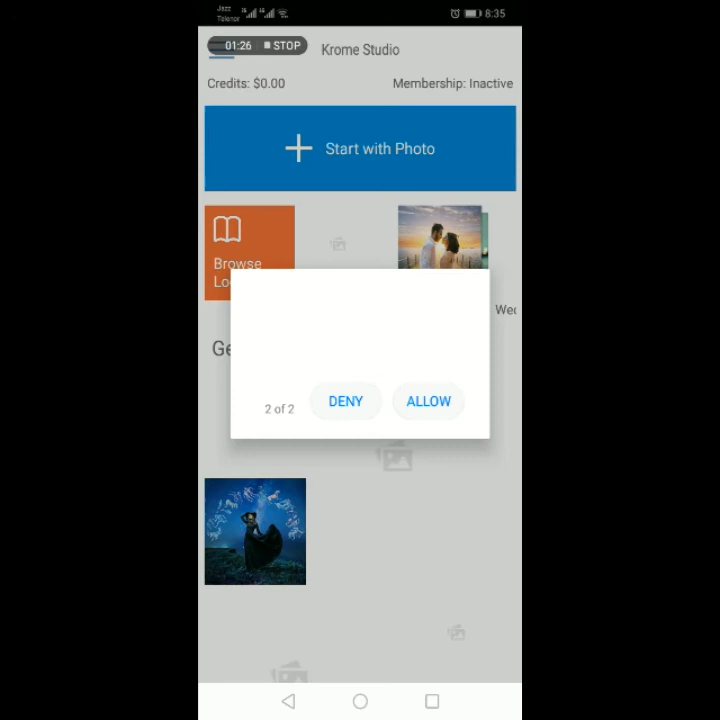 Jazz
Telenor
8:35
01:26 STOP
Krome Studio
Credits: $0.00
Membership: Inactive
Start with Photo
Browse
Lo
Wed
Ge
2 of 2
DENY
ALLOW